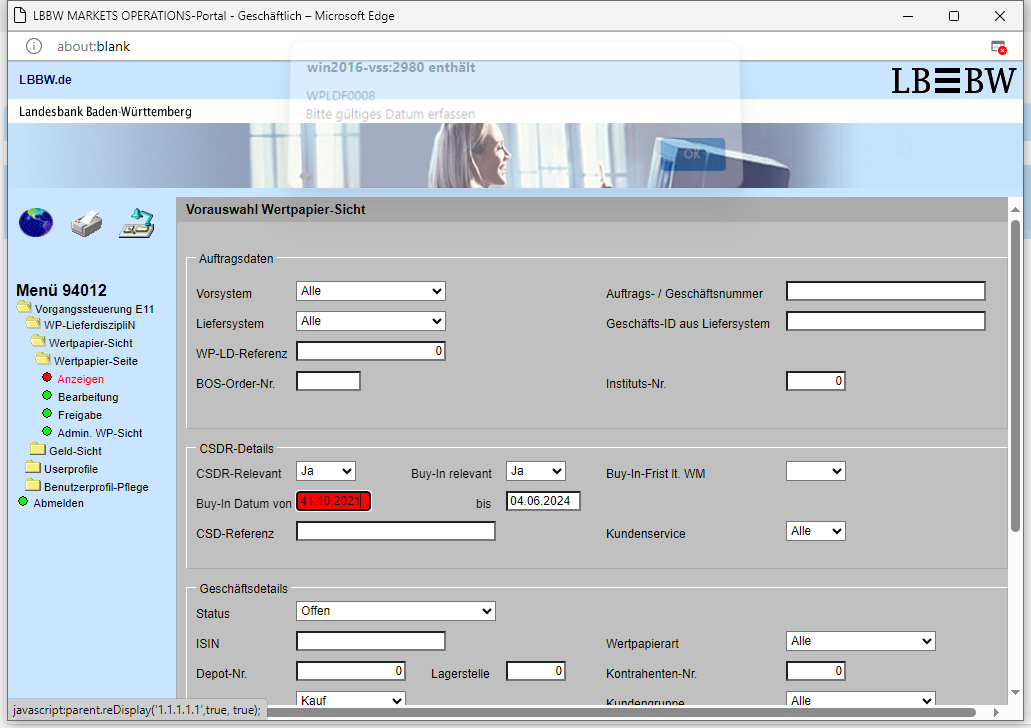 LBBW MARKETS OPERATIONS-Portal - Geschäftlich – Microsoft Edge
about:blank
win2016-vss:2980 enthält
WPLDF0008
Bitte gültiges Datum erfassen
OK
LBBW.de
LBBW
Landesbank Baden-Württemberg
Vorauswahl Wertpapier-Sicht
Menü 94012
Vorgangssteuerung E11
WP-LieferdiszipliN
Wertpapier-Sicht
Wertpapier-Seite
Anzeigen
Bearbeitung
Freigabe
Admin. WP-Sicht
Geld-Sicht
Userprofile
Benutzerprofil-Pflege
Abmelden
Auftragsdaten
Vorsystem Alle Auftrags- / Geschäftsnummer
Liefersystem Alle Geschäfts-ID aus Liefersystem
WP-LD-Referenz 0
BOS-Order-Nr. Instituts-Nr. 0
CSDR-Details
CSDR-Relevant Ja Buy-In relevant Ja Buy-In-Frist lt. WM
Buy-In Datum von 41.10.2021 bis 04.06.2024
CSD-Referenz Kundenservice Alle
Geschäftsdetails
Status Offen
ISIN Wertpapierart Alle
Depot-Nr. 0 Lagerstelle 0 Kontrahenten-Nr. 0
Kauf Kundengruppe Alle
javascript:parent.reDisplay('1.1.1.1.1',true, true);